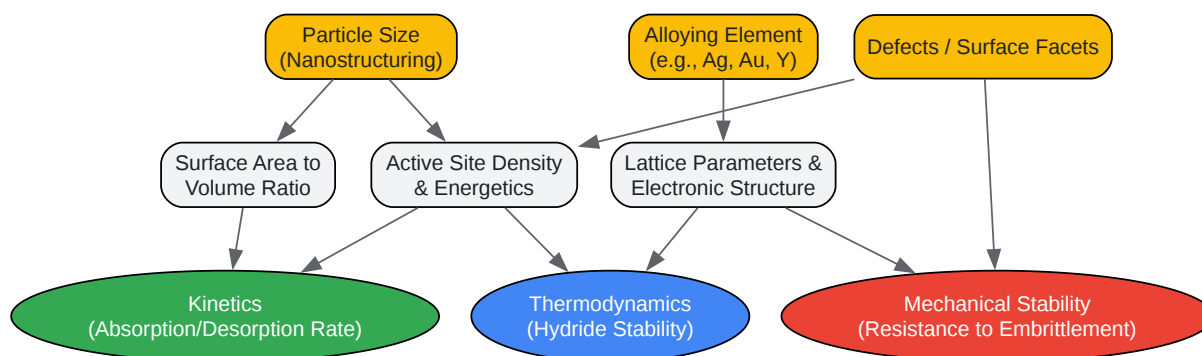 Particle Size
(Nanostructuring)
Alloying Element
(e.g., Ag, Au, Y)
Defects / Surface Facets
Surface Area to
Volume Ratio
Active Site Density
& Energetics
Lattice Parameters &
Electronic Structure
Kinetics
(Absorption/Desorption Rate)
Thermodynamics
(Hydride Stability)
Mechanical Stability
(Resistance to Embrittlement)